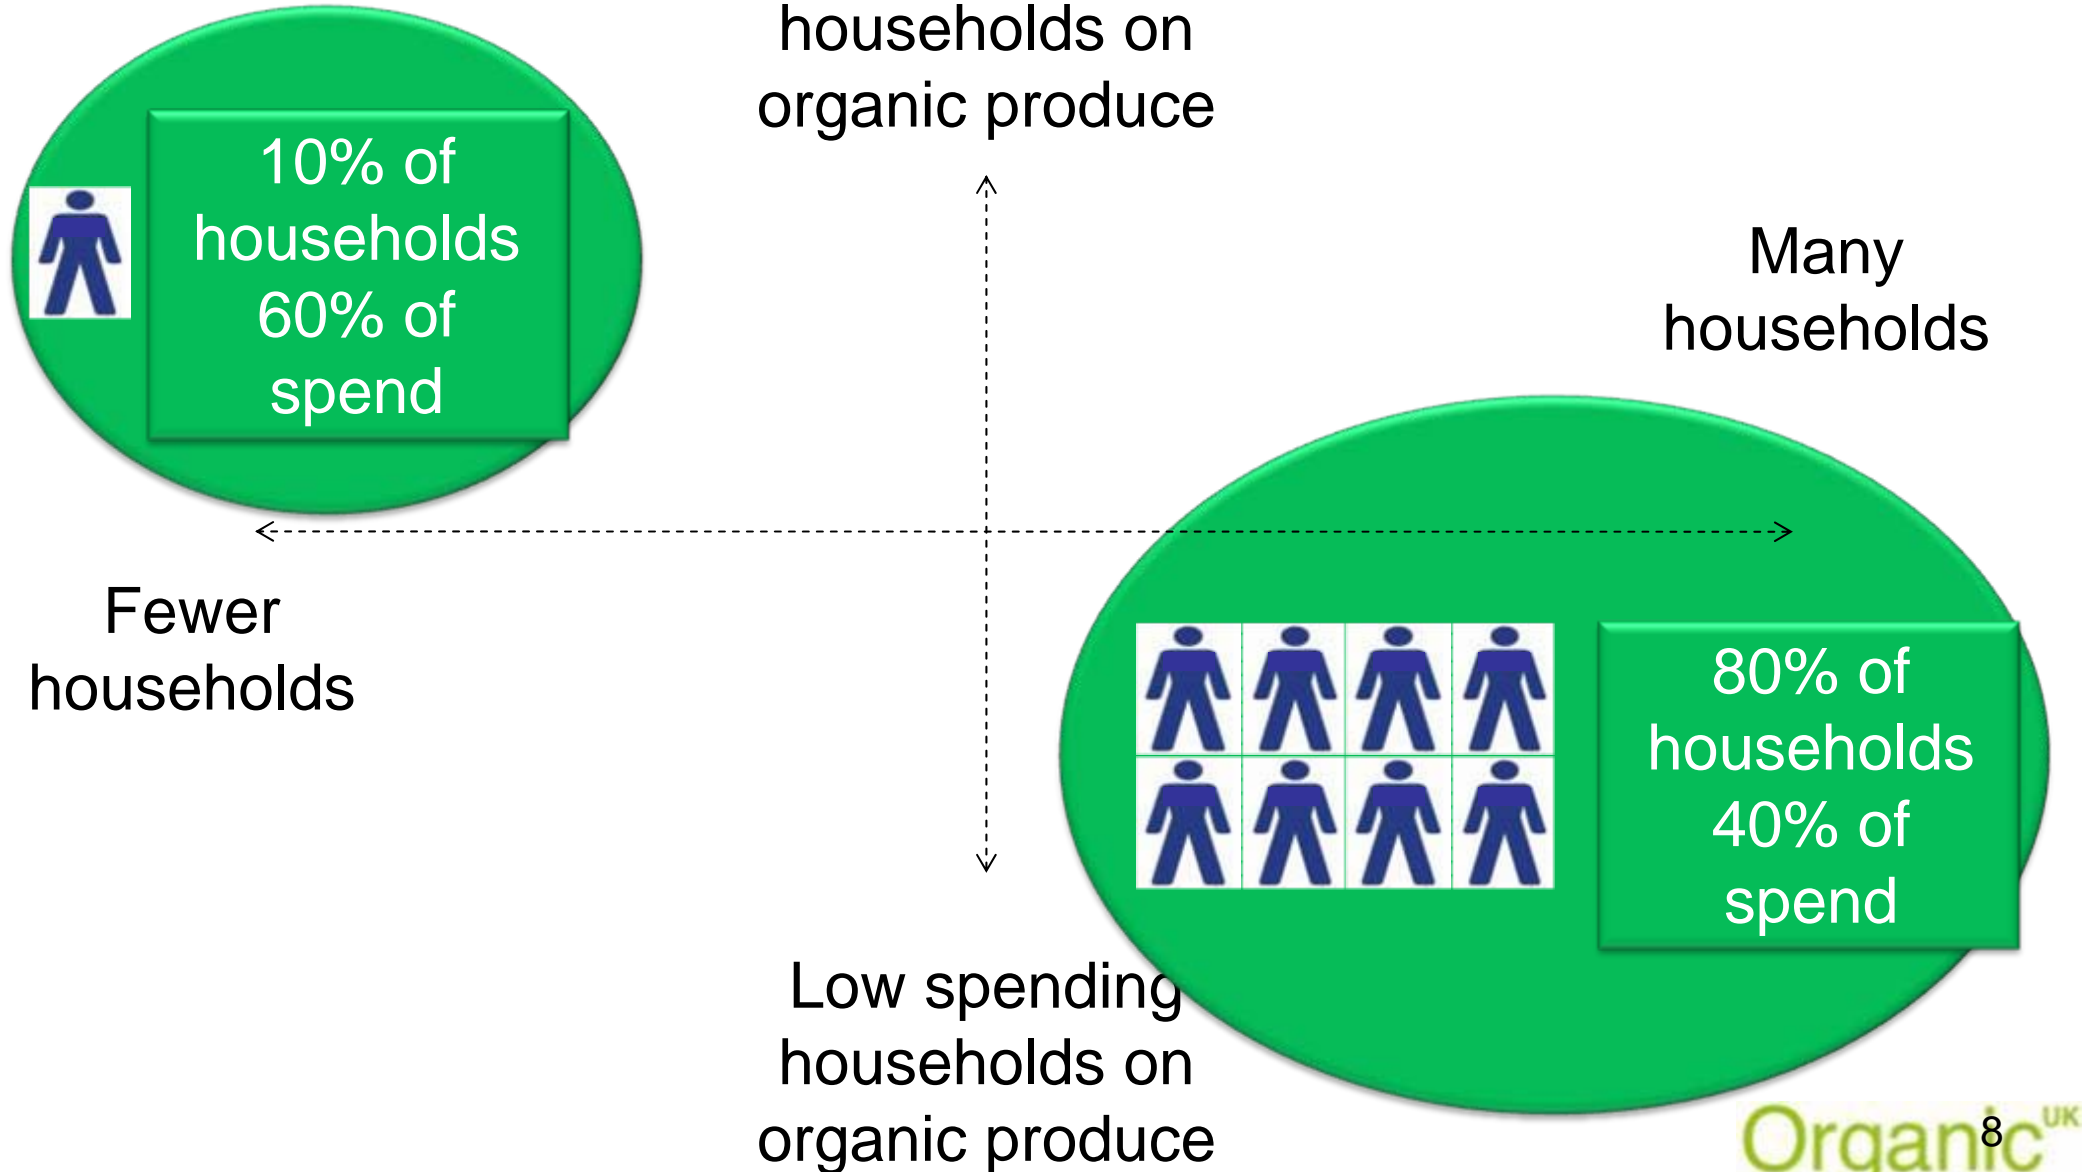 households on
organic produce
10% of
households
60% of
spend
Many
households
Fewer
households
80% of
households
40% of
spend
Low spending
households on
organic produce
Organic UK
8